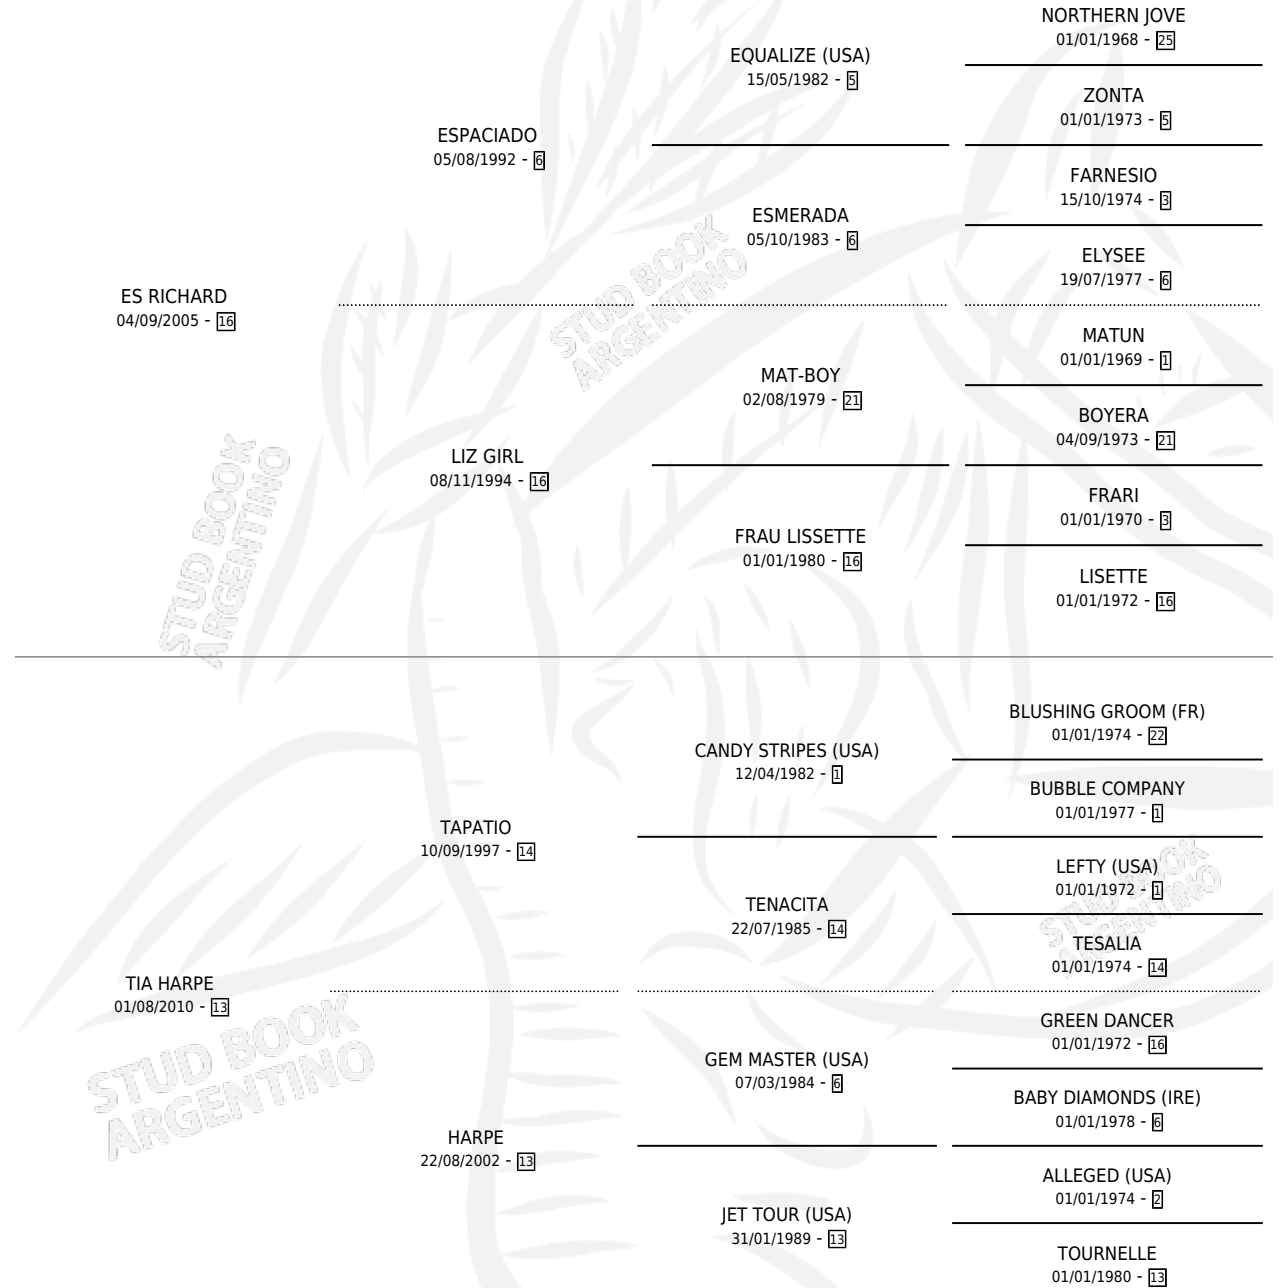 NORTHERN JOVE
01/01/1968 - 25
EQUALIZE (USA)
15/05/1982 - 5
ZONTA
01/01/1973 - 5
ESPACIADO
05/08/1992 - 6
FARNESIO
15/10/1974 - 3
ESMERADA
05/10/1983 - 6
ELYSEE
19/07/1977 - 6
ES RICHARD
04/09/2005 - 16
MATUN
01/01/1969 - 1
MAT-BOY
02/08/1979 - 21
BOYERA
04/09/1973 - 21
LIZ GIRL
08/11/1994 - 16
FRARI
01/01/1970 - 3
FRAU LISSETTE
01/01/1980 - 16
LISETTE
01/01/1972 - 16
STUD BOOK
ARGENTINO
STUD BOOK
ARGENTINO
BLUSHING GROOM (FR)
01/01/1974 - 22
CANDY STRIPES (USA)
12/04/1982 - 1
BUBBLE COMPANY
01/01/1977 - 1
TAPATIO
10/09/1997 - 14
LEFTY (USA)
01/01/1972 - 1
TENACITA
22/07/1985 - 14
TESALIA
01/01/1974 - 14
STUD BOOK
ARGENTINO
TIA HARPE
01/08/2010 - 13
GREEN DANCER
01/01/1972 - 16
GEM MASTER (USA)
07/03/1984 - 6
BABY DIAMONDS (IRE)
01/01/1978 - 6
STUD BOOK
ARGENTINO
HARPE
22/08/2002 - 13
ALLEGED (USA)
01/01/1974 - 2
JET TOUR (USA)
31/01/1989 - 13
TOURNELLE
01/01/1980 - 13